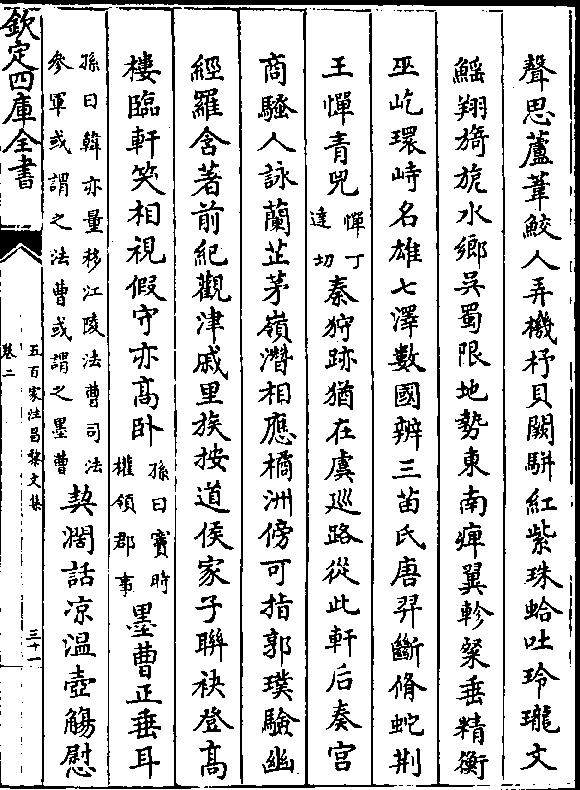 聲思蘆葦鮫人弄機杼貝闕駢紅紫珠蛤吐玲瓏文
鰩翔旖旎水鄉吳蜀限地勢東南痺翼軫粲垂精衡
巫屹環峙名雄七澤數國辨三苗氏唐羿斷脩蛇荆
王憚青兕憚丁達切秦狩跡猶在虞巡路從此軒后奏宮
商騷人詠蘭芷茅嶺潛相應橘洲傍可指郭璞驗幽
經羅含著前紀觀津戚里族按道侯家子聯袂登高
樓臨軒笑相視假守亦高卧孫曰竇時權領郡事墨曹正垂耳
孫曰韓亦量移江陵法曹司法參軍或謂之法曹或謂之墨曹契濶話凉溫壺觴慰
欽定四庫全書
五百家注昌黎文集
卷二
三十一